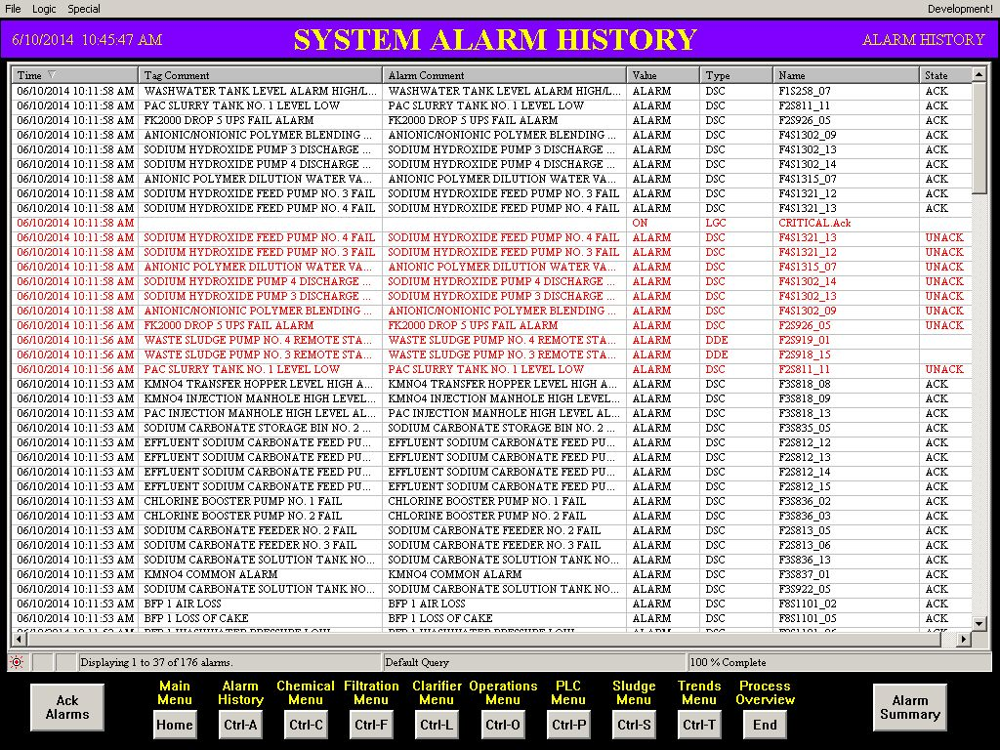 File Logic Special Development!
6/10/2014 10:45:47 AM SYSTEM ALARM HISTORY ALARM HISTORY
Time Tag Comment Alarm Comment Value Type Name State
06/10/2014 10:11:58 AM WASHWATER TANK LEVEL ALARM HIGH/L... WASHWATER TANK LEVEL ALARM HIGH/L... ALARM DSC F1S258_07 ACK
06/10/2014 10:11:58 AM PAC SLURRY TANK NO. 1 LEVEL LOW PAC SLURRY TANK NO. 1 LEVEL LOW ALARM DSC F2S811_11 ACK
06/10/2014 10:11:58 AM FK2000 DROP 5 UPS FAIL ALARM FK2000 DROP 5 UPS FAIL ALARM ALARM DSC F2S926_05 ACK
06/10/2014 10:11:58 AM ANIONIC/NONIONIC POLYMER BLENDING ... ANIONIC/NONIONIC POLYMER BLENDING ... ALARM DSC F4S1302_09 ACK
06/10/2014 10:11:58 AM SODIUM HYDROXIDE PUMP 3 DISCHARGE ... SODIUM HYDROXIDE PUMP 3 DISCHARGE ... ALARM DSC F4S1302_13 ACK
06/10/2014 10:11:58 AM SODIUM HYDROXIDE PUMP 4 DISCHARGE ... SODIUM HYDROXIDE PUMP 4 DISCHARGE ... ALARM DSC F4S1302_14 ACK
06/10/2014 10:11:58 AM ANIONIC POLYMER DILUTION WATER VA... ANIONIC POLYMER DILUTION WATER VA... ALARM DSC F4S1315_07 ACK
06/10/2014 10:11:58 AM SODIUM HYDROXIDE FEED PUMP NO. 3 FAIL SODIUM HYDROXIDE FEED PUMP NO. 3 FAIL ALARM DSC F4S1321_12 ACK
06/10/2014 10:11:58 AM SODIUM HYDROXIDE FEED PUMP NO. 4 FAIL SODIUM HYDROXIDE FEED PUMP NO. 4 FAIL ALARM DSC F4S1321_13 ACK
06/10/2014 10:11:58 AM ON LGC CRITICAL.Ack
06/10/2014 10:11:58 AM SODIUM HYDROXIDE FEED PUMP NO. 4 FAIL SODIUM HYDROXIDE FEED PUMP NO. 4 FAIL ALARM DSC F4S1321_13 UNACK
06/10/2014 10:11:58 AM SODIUM HYDROXIDE FEED PUMP NO. 3 FAIL SODIUM HYDROXIDE FEED PUMP NO. 3 FAIL ALARM DSC F4S1321_12 UNACK
06/10/2014 10:11:58 AM ANIONIC POLYMER DILUTION WATER VA... ANIONIC POLYMER DILUTION WATER VA... ALARM DSC F4S1315_07 UNACK
06/10/2014 10:11:58 AM SODIUM HYDROXIDE PUMP 4 DISCHARGE ... SODIUM HYDROXIDE PUMP 4 DISCHARGE ... ALARM DSC F4S1302_14 UNACK
06/10/2014 10:11:58 AM SODIUM HYDROXIDE PUMP 3 DISCHARGE ... SODIUM HYDROXIDE PUMP 3 DISCHARGE ... ALARM DSC F4S1302_13 UNACK
06/10/2014 10:11:58 AM ANIONIC/NONIONIC POLYMER BLENDING ... ANIONIC/NONIONIC POLYMER BLENDING ... ALARM DSC F4S1302_09 UNACK
06/10/2014 10:11:56 AM FK2000 DROP 5 UPS FAIL ALARM FK2000 DROP 5 UPS FAIL ALARM ALARM DSC F2S926_05 UNACK
06/10/2014 10:11:56 AM WASTE SLUDGE PUMP NO. 4 REMOTE STA... WASTE SLUDGE PUMP NO. 4 REMOTE STA... ALARM DDE F2S919_01
06/10/2014 10:11:56 AM WASTE SLUDGE PUMP NO. 3 REMOTE STA... WASTE SLUDGE PUMP NO. 3 REMOTE STA... ALARM DDE F2S918_15
06/10/2014 10:11:56 AM PAC SLURRY TANK NO. 1 LEVEL LOW PAC SLURRY TANK NO. 1 LEVEL LOW ALARM DSC F2S811_11 UNACK
06/10/2014 10:11:53 AM KMNO4 TRANSFER HOPPER LEVEL HIGH A... KMNO4 TRANSFER HOPPER LEVEL HIGH A... ALARM DSC F3S818_08 ACK
06/10/2014 10:11:53 AM KMNO4 INJECTION MANHOLE HIGH LEVEL... KMNO4 INJECTION MANHOLE HIGH LEVEL... ALARM DSC F3S818_09 ACK
06/10/2014 10:11:53 AM PAC INJECTION MANHOLE HIGH LEVEL AL... PAC INJECTION MANHOLE HIGH LEVEL AL... ALARM DSC F3S818_13 ACK
06/10/2014 10:11:53 AM SODIUM CARBONATE STORAGE BIN NO. 2 ... SODIUM CARBONATE STORAGE BIN NO. 2 ... ALARM DSC F3S835_05 ACK
06/10/2014 10:11:53 AM EFFLUENT SODIUM CARBONATE FEED PU... EFFLUENT SODIUM CARBONATE FEED PU... ALARM DSC F2S812_12 ACK
06/10/2014 10:11:53 AM EFFLUENT SODIUM CARBONATE FEED PU... EFFLUENT SODIUM CARBONATE FEED PU... ALARM DSC F2S812_13 ACK
06/10/2014 10:11:53 AM EFFLUENT SODIUM CARBONATE FEED PU... EFFLUENT SODIUM CARBONATE FEED PU... ALARM DSC F2S812_14 ACK
06/10/2014 10:11:53 AM EFFLUENT SODIUM CARBONATE FEED PU... EFFLUENT SODIUM CARBONATE FEED PU... ALARM DSC F2S812_15 ACK
06/10/2014 10:11:53 AM CHLORINE BOOSTER PUMP NO. 1 FAIL CHLORINE BOOSTER PUMP NO. 1 FAIL ALARM DSC F3S836_02 ACK
06/10/2014 10:11:53 AM CHLORINE BOOSTER PUMP NO. 2 FAIL CHLORINE BOOSTER PUMP NO. 2 FAIL ALARM DSC F3S836_03 ACK
06/10/2014 10:11:53 AM SODIUM CARBONATE FEEDER NO. 2 FAIL SODIUM CARBONATE FEEDER NO. 2 FAIL ALARM DSC F2S813_05 ACK
06/10/2014 10:11:53 AM SODIUM CARBONATE FEEDER NO. 3 FAIL SODIUM CARBONATE FEEDER NO. 3 FAIL ALARM DSC F2S813_06 ACK
06/10/2014 10:11:53 AM SODIUM CARBONATE SOLUTION TANK NO... SODIUM CARBONATE SOLUTION TANK NO... ALARM DSC F3S836_13 ACK
06/10/2014 10:11:53 AM KMNO4 COMMON ALARM KMNO4 COMMON ALARM ALARM DSC F3S837_01 ACK
06/10/2014 10:11:53 AM SODIUM CARBONATE SOLUTION TANK NO... SODIUM CARBONATE SOLUTION TANK NO... ALARM DSC F3S922_05 ACK
06/10/2014 10:11:53 AM BFP 1 AIR LOSS BFP 1 AIR LOSS ALARM DSC F8S1101_02 ACK
06/10/2014 10:11:53 AM BFP 1 LOSS OF CAKE BFP 1 LOSS OF CAKE ALARM DSC F8S1101_05 ACK
Displaying 1 to 37 of 176 alarms. Default Query 100 % Complete
Ack Alarms
Main Menu Alarm History Chemical Menu Filtration Menu Clarifier Menu Operations Menu PLC Menu Sludge Menu Trends Menu Process Overview
Home Ctrl-A Ctrl-C Ctrl-F Ctrl-L Ctrl-O Ctrl-P Ctrl-S Ctrl-T End
Alarm Summary